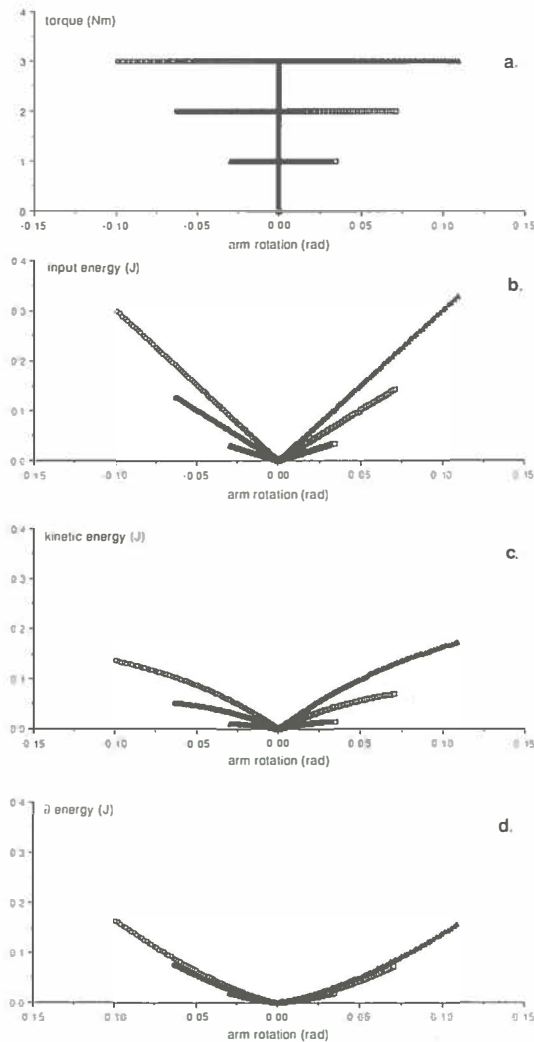 torque (Nm)
a.
4
3
2
1
0
-0.15 -0.10 -0.05 0.00 0.05 0.10 0.15
arm rotation (rad)
0.4
input energy (J)
b.
0.3
0.2
0.1
0.0
0.15 0.10 -0.05 0.00 0.05 0.10 0.15
arm rotation (rad)
0.4
kinetic energy (J)
c.
0.3
0.2
0.1
0.0
0.15 0.10 0.05 0.00 0.05 0.10 0.15
arm rotation (rad)
0.4
∂ energy (J)
d.
0.3
0.2
0.1
0.0
0.15 0.10 0.05 0.00 0.05 0.10 0.15
arm rotation (rad)